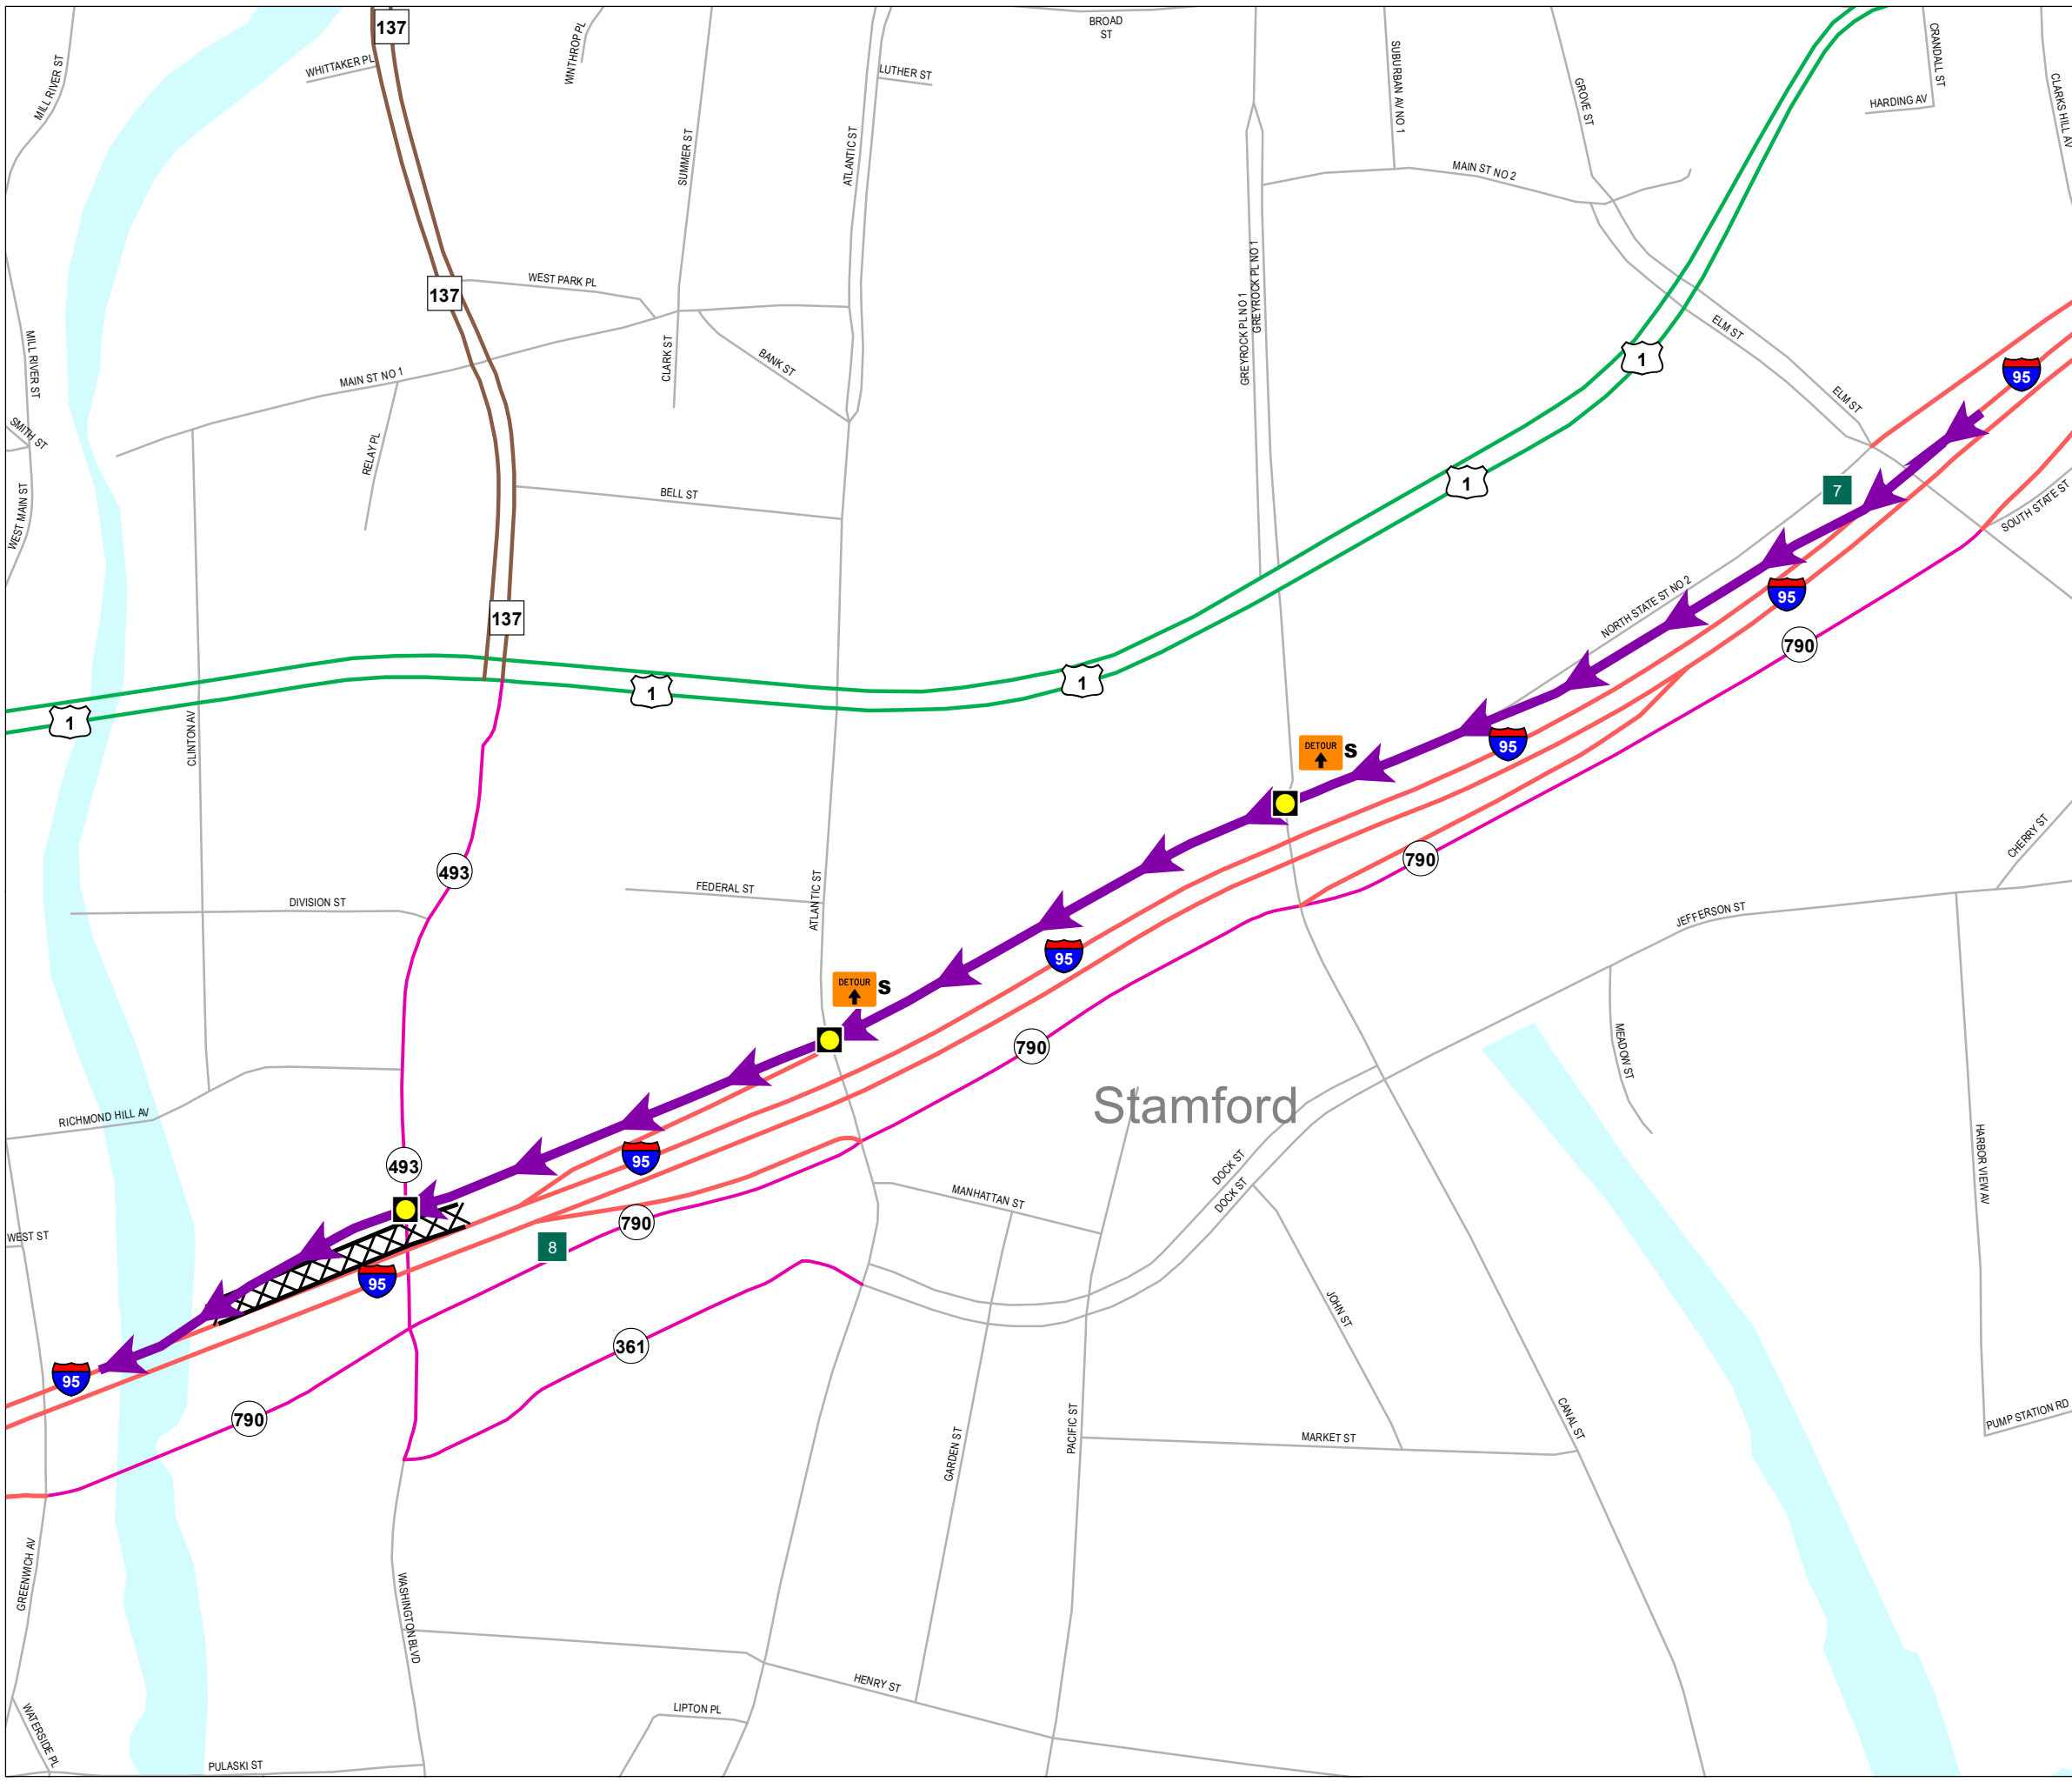 137
BROAD
ST
MILL RIVER ST
WHITTAKER PL
WINTHROP PL
LUTHER ST
SUBURBAN AV NO 1
GROVE ST
CRANDALL ST
HARDING AV
CLARKS HILL AV
SUMMER ST
ATLANTIC ST
MAIN ST NO 2
137
WEST PARK PL
GREYROCK PL NO 1
GREYROCK PL NO 1
ELM ST
MILL RIVER ST
MAIN ST NO 1
CLARK ST
BANK ST
1
95
ELM ST
SMITH ST
RELAY PL
WEST MAIN ST
BELL ST
1
7
SOUTH STATE ST
137
NORTH STATE ST NO 2
95
790
1
1
1
CLINTON AV
DETOUR
S
95
493
790
CHERRY ST
DIVISION ST
FEDERAL ST
ATLANTIC ST
JEFFERSON ST
95
DETOUR
S
790
MEADOW ST
Stamford
RICHMOND HILL AV
493
95
DOCK ST
DOCK ST
HARBOR VIEW AV
MANHATTAN ST
WEST ST
790
8
95
JOHN ST
361
95
790
GARDEN ST
PACIFIC ST
MARKET ST
CANAL ST
PUMP STATION RD
GREENWICH AV
WASHINGTON BLVD
HENRY ST
LIPTON PL
WATERSIDE PL
PULASKI ST